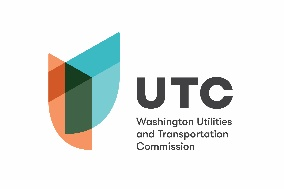 UTC
Washington Utilities
and Transportation
Commission